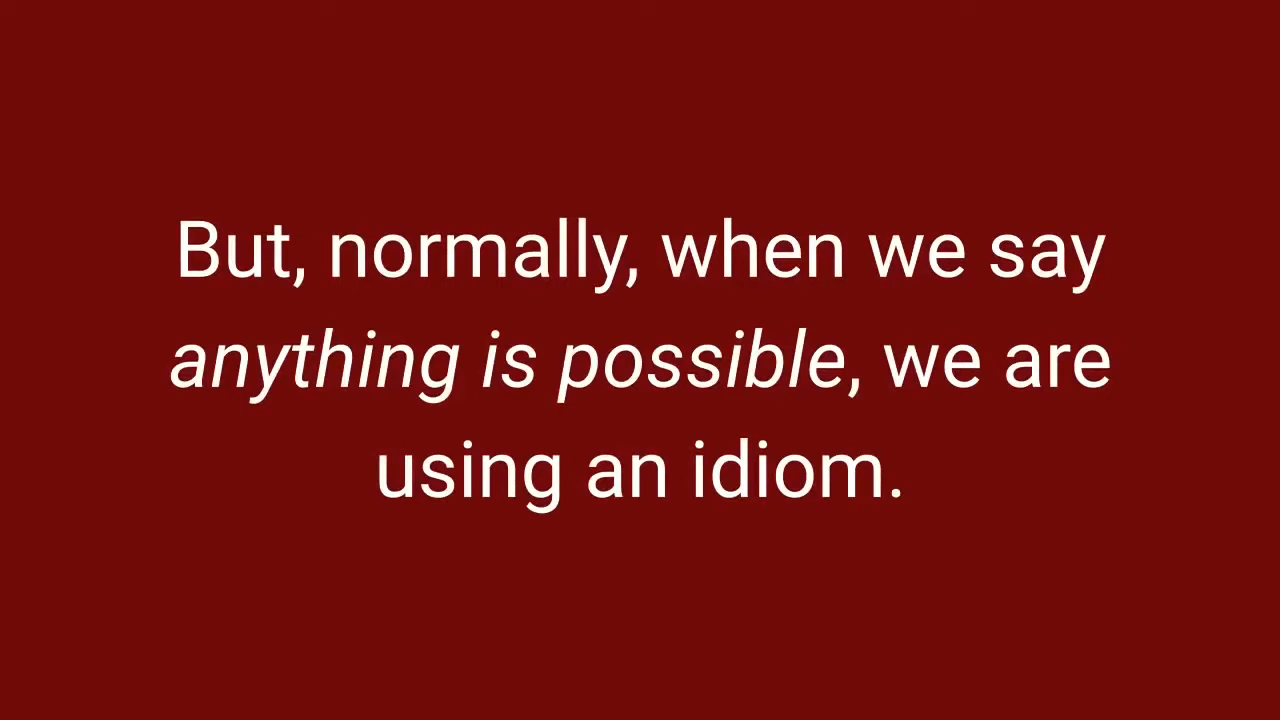 But, normally, when we say
anything is possible, we are
using an idiom.